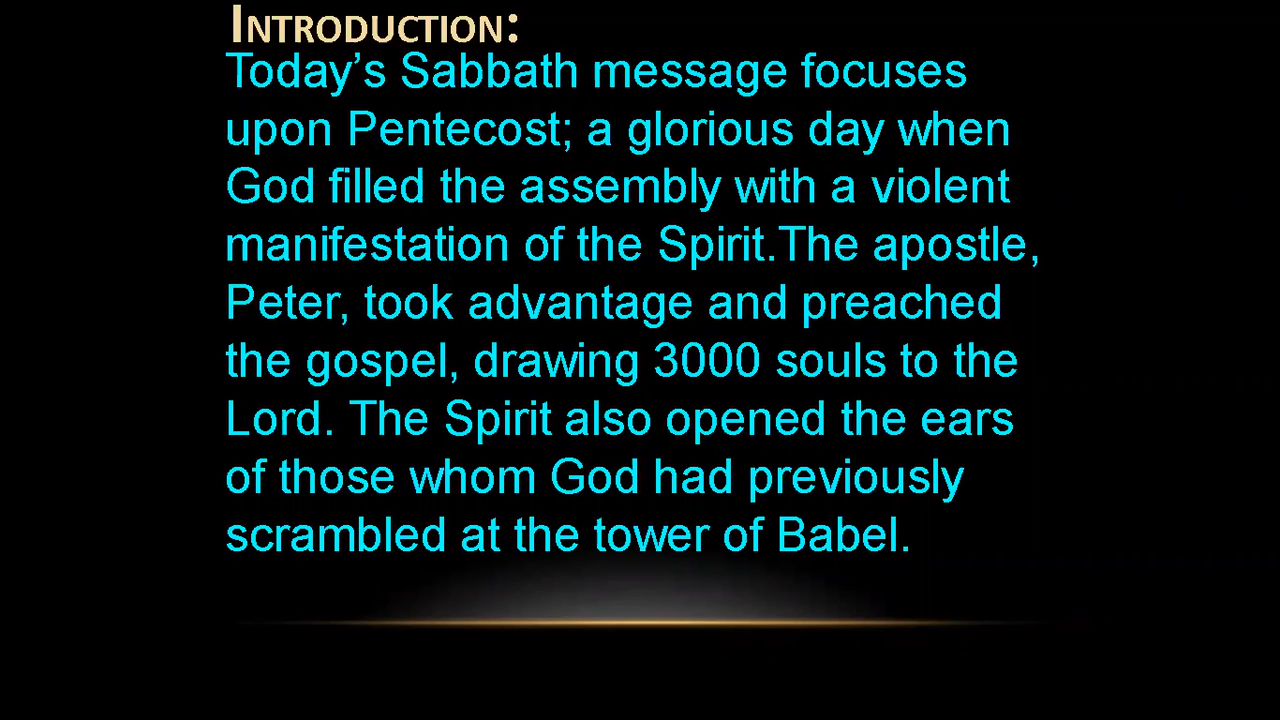 INTRODUCTION:
Today’s Sabbath message focuses
upon Pentecost; a glorious day when
God filled the assembly with a violent
manifestation of the Spirit.The apostle,
Peter, took advantage and preached
the gospel, drawing 3000 souls to the
Lord. The Spirit also opened the ears
of those whom God had previously
scrambled at the tower of Babel.